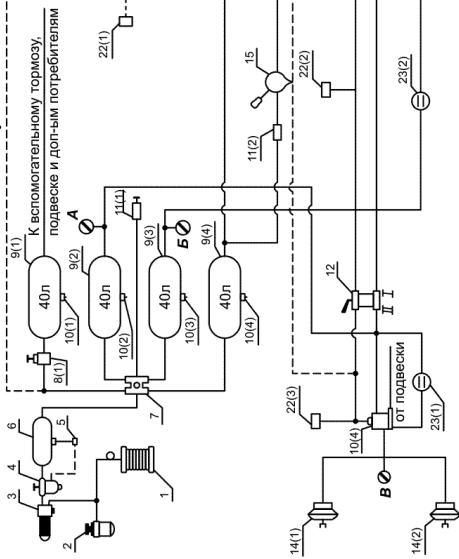 22(1)
К вспомогательному тормозу,
подвеске и доп-ым потребителям
15
22(2)
23(2)
11(2)
А
11(1)
9(1)
9(2)
9(3)
Б
9(4)
40л
40л
40л
40л
10(1)
10(2)
10(3)
10(4)
8(1)
12
II I
6
5
7
4
3
2
1
22(3)
10(4)
от подвески
23(1)
В
14(1)
14(2)